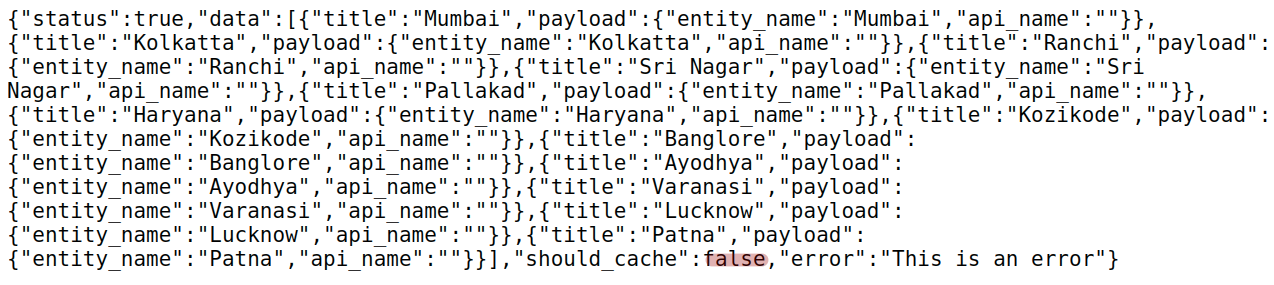 {"status":true,"data":[{"title":"Mumbai","payload":{"entity_name":"Mumbai","api_name":""}},
{"title":"Kolkatta","payload":{"entity_name":"Kolkatta","api_name":""}},{"title":"Ranchi","payload":
{"entity_name":"Ranchi","api_name":""}},{"title":"Sri Nagar","payload":{"entity_name":"Sri
Nagar","api_name":""}},{"title":"Pallakad","payload":{"entity_name":"Pallakad","api_name":""}},
{"title":"Haryana","payload":{"entity_name":"Haryana","api_name":""}},{"title":"Kozikode","payload":
{"entity_name":"Kozikode","api_name":""}},{"title":"Banglore","payload":
{"entity_name":"Banglore","api_name":""}},{"title":"Ayodhya","payload":
{"entity_name":"Ayodhya","api_name":""}},{"title":"Varanasi","payload":
{"entity_name":"Varanasi","api_name":""}},{"title":"Lucknow","payload":
{"entity_name":"Lucknow","api_name":""}},{"title":"Patna","payload":
{"entity_name":"Patna","api_name":""}}],"should_cache":false,"error":"This is an error"}